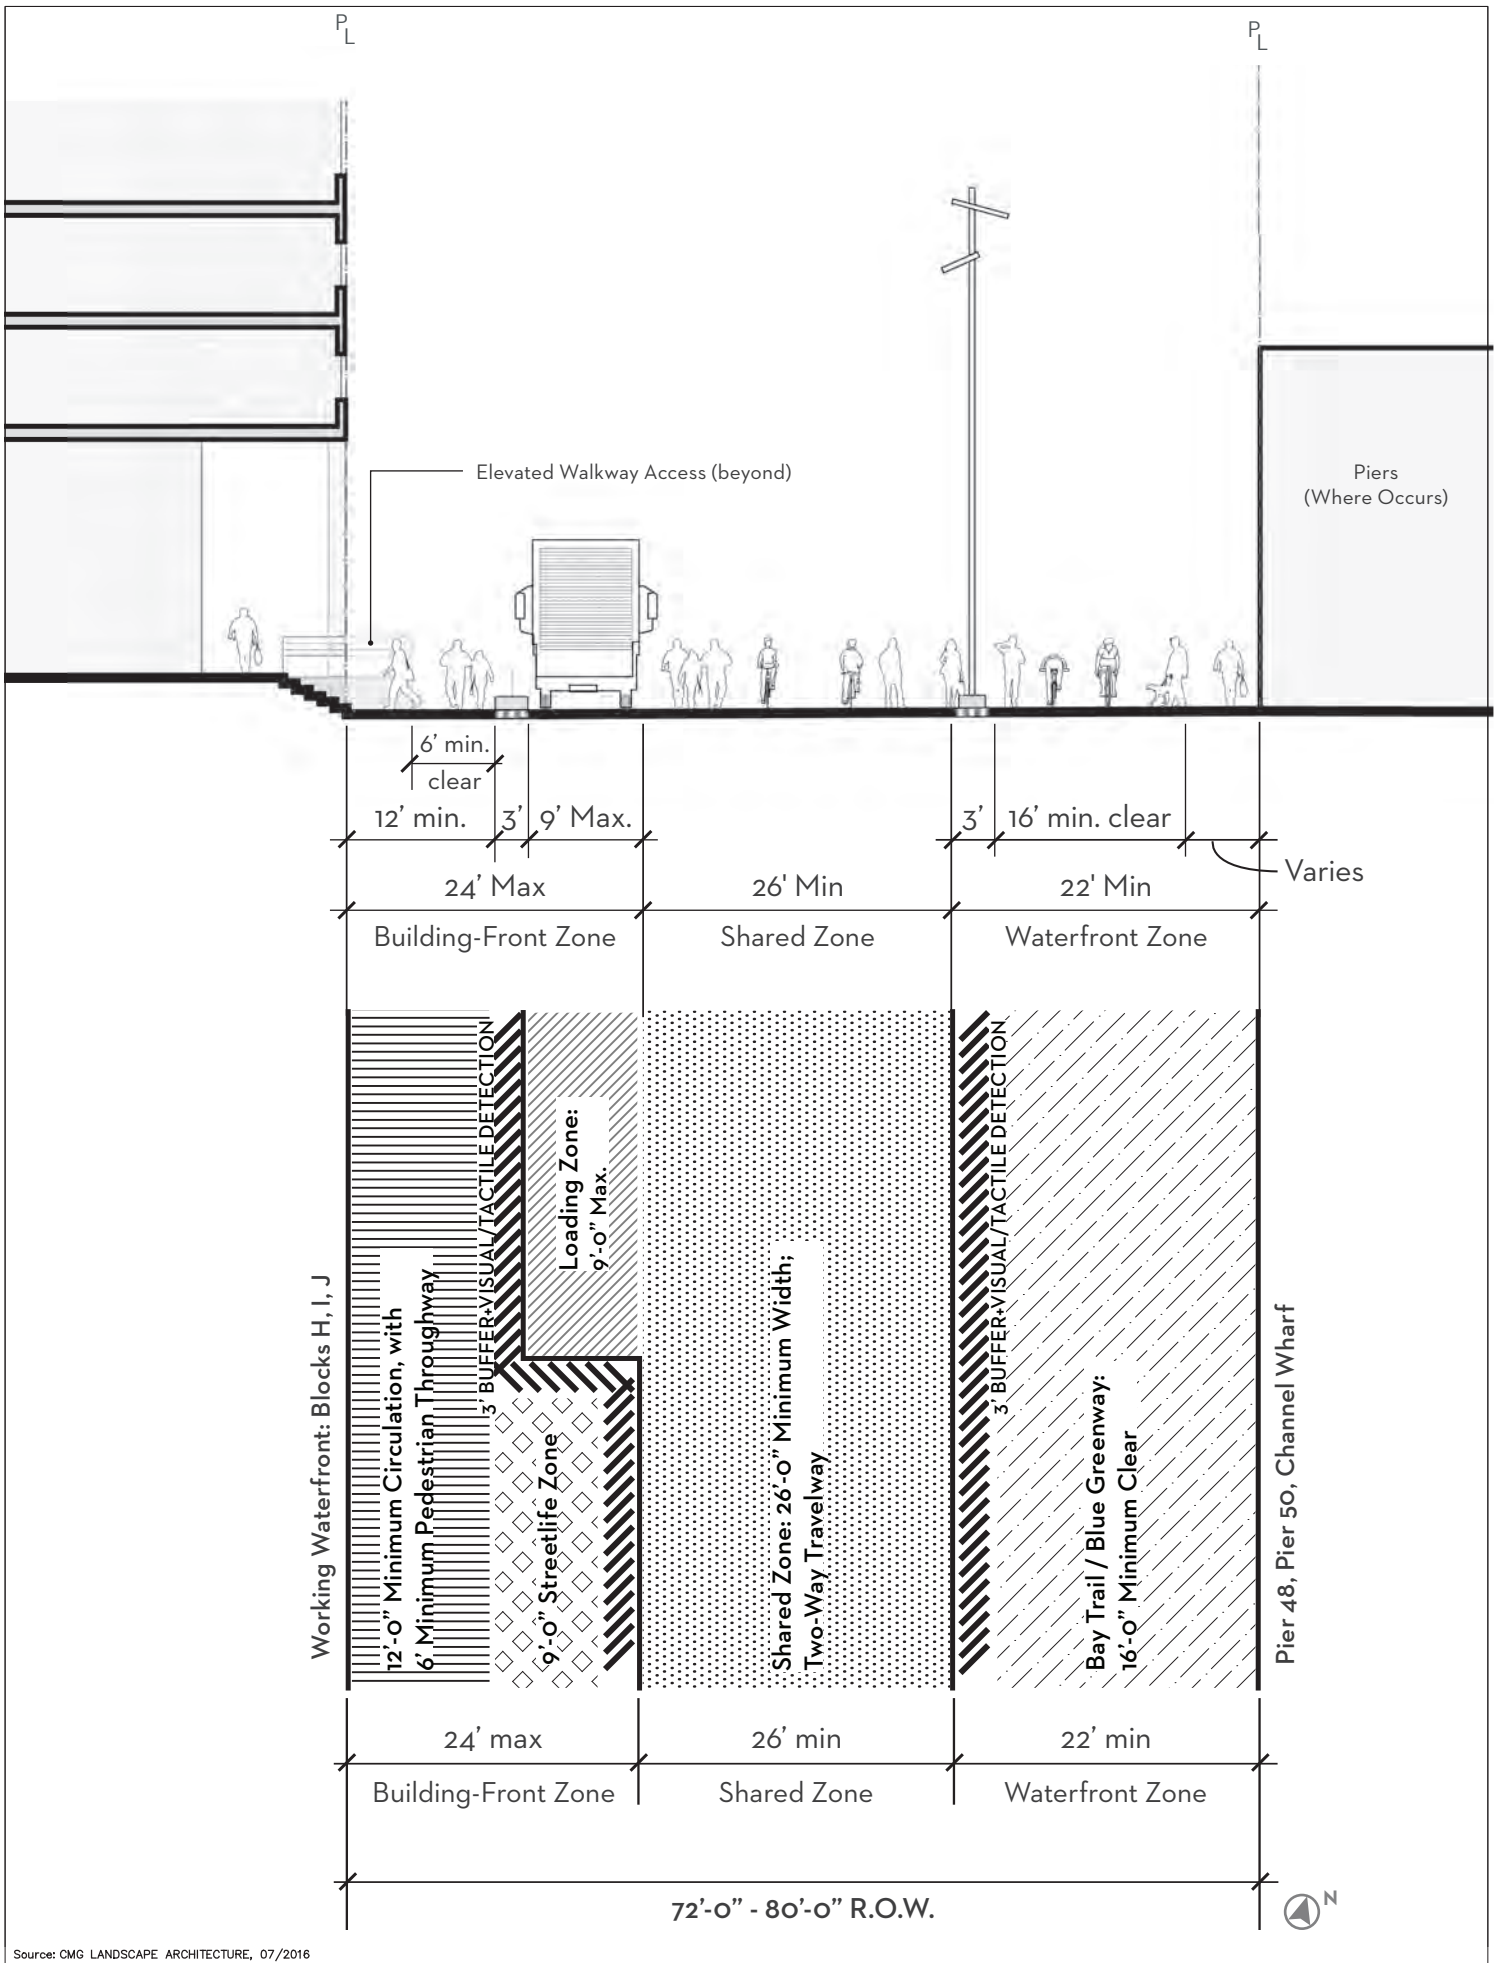 PL
PL
Elevated Walkway Access (beyond)
Piers
(Where Occurs)
6’ min.
clear
12’ min.
3’
9’ Max.
3’
16’ min. clear
Varies
24’ Max
26' Min
22' Min
Building-Front Zone
Shared Zone
Waterfront Zone
Working Waterfront: Blocks H, I, J
12’-0” Minimum Circulation, with
6’ Minimum Pedestrian Throughway
3’ BUFFER+VISUAL/TACTILE DETECTION
Loading Zone:
9’-0” Max.
9’-0” Streetlife Zone
Shared Zone: 26’-0” Minimum Width;
Two-Way Travelway
3’ BUFFER+VISUAL/TACTILE DETECTION
Bay Trail / Blue Greenway:
16’-0” Minimum Clear
Pier 48, Pier 50, Channel Wharf
24’ max
26’ min
22’ min
Building-Front Zone
Shared Zone
Waterfront Zone
72’-0” - 80’-0” R.O.W.
N
Source: CMG LANDSCAPE ARCHITECTURE, 07/2016